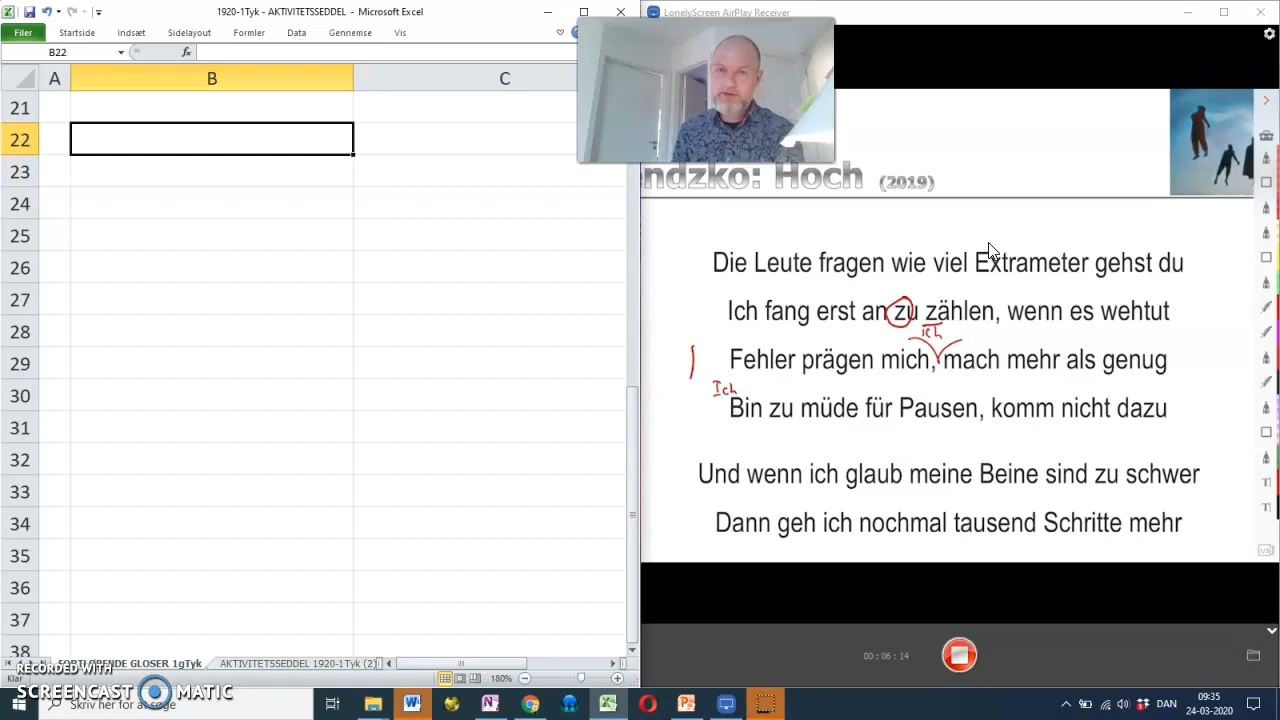 1920-1Tyk - AKTIVITETSSEDDEL - Microsoft Excel
LonelyScreen AirPlay Receiver
Filer Startside Indsæt Sidelayout Formler Data Gennemse Vis
B22 fx
A B C
21
22
23
24
25
26
27
28
29
30
31
32
33
34
35
36
37
38
ndzko: Hoch (2019)
Die Leute fragen wie viel Extrameter gehst du
Ich fang erst an zu zählen, wenn es wehtut
ich
Fehler prägen mich, mach mehr als genug
Ich
Bin zu müde für Pausen, komm nicht dazu
Und wenn ich glaub meine Beine sind zu schwer
Dann geh ich nochmal tausend Schritte mehr
00:06:14
GLOSER 1gTyk AKTIVITETSSEDDEL 1920-1Tyk (2)
Klar 180%
RECORDED WITH
SCREENCAST MATIC
Skriv her for at søge
DAN
09:35
24-03-2020